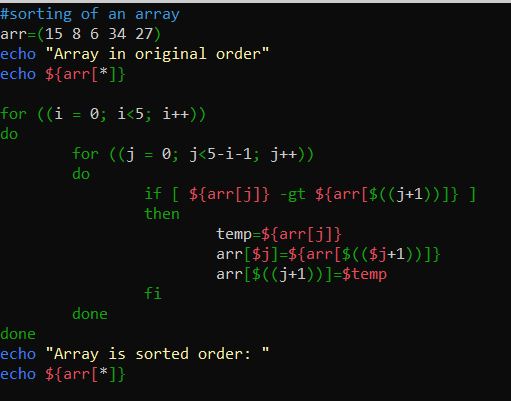 #sorting of an array
arr=(15 8 6 34 27)
echo "Array in original order"
echo ${arr[*]}
for ((i = 0; i<5; i++))
do
for ((j = 0; j<5-i-1; j++))
do
if [ ${arr[j]} -gt ${arr[$((j+1))]} ]
then
temp=${arr[j]}
arr[$j]=${arr[$(($j+1))]}
arr[$((j+1))]=$temp
fi
done
done
echo "Array is sorted order: "
echo ${arr[*]}